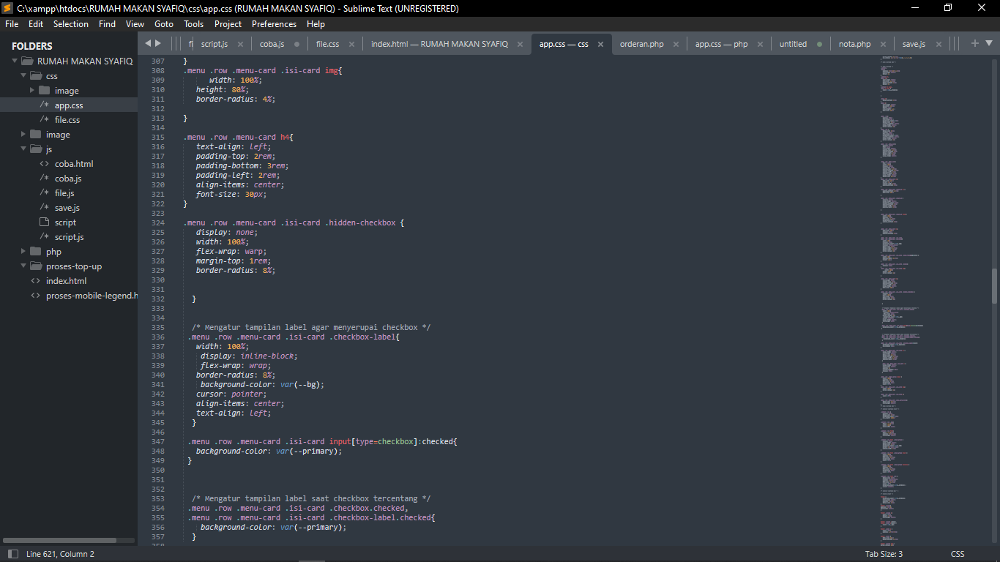 C:\xampp\htdocs\RUMAH MAKAN SYAFIQ\css\app.css (RUMAH MAKAN SYAFIQ) - Sublime Text (UNREGISTERED)
File Edit Selection Find View Goto Tools Project Preferences Help
fi script.js coba.js file.css index.html — RUMAH MAKAN SYAFIQ app.css — css orderan.php app.css — php untitled nota.php save.js
FOLDERS
RUMAH MAKAN SYAFIQ
css
image
/* app.css
/* file.css
image
js
<> coba.html
/* coba.js
/* file.js
/* save.js
script
/* script.js
php
proses-top-up
<> index.html
<> proses-mobile-legend.h
307 }
308 .menu .row .menu-card .isi-card img{
309 width: 100%;
310 height: 80%;
311 border-radius: 4%;
312
313 }
314
315 .menu .row .menu-card h4{
316 text-align: left;
317 padding-top: 2rem;
318 padding-bottom: 3rem;
319 padding-left: 2rem;
320 align-items: center;
321 font-size: 30px;
322 }
323
324 .menu .row .menu-card .isi-card .hidden-checkbox {
325 display: none;
326 width: 100%;
327 flex-wrap: warp;
328 margin-top: 1rem;
329 border-radius: 8%;
330
331
332 }
333
334
335 /* Mengatur tampilan label agar menyerupai checkbox */
336 .menu .row .menu-card .isi-card .checkbox-label{
337 width: 100%;
338 display: inline-block;
339 flex-wrap: wrap;
340 border-radius: 8%;
341 background-color: var(--bg);
342 cursor: pointer;
343 align-items: center;
344 text-align: left;
345 }
346
347 .menu .row .menu-card .isi-card input[type=checkbox]:checked{
348 background-color: var(--primary);
349 }
350
351
352
353 /* Mengatur tampilan label saat checkbox tercentang */
354 .menu .row .menu-card .isi-card .checkbox.checked,
355 .menu .row .menu-card .isi-card .checkbox-label.checked{
356 background-color: var(--primary);
357 }
Line 621, Column 2 Tab Size: 3 CSS